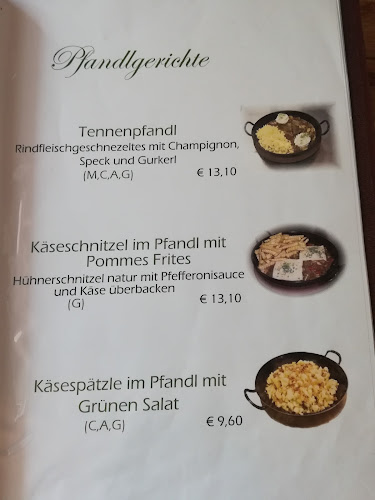 Pfandlgerichte
Tennenpfandl
Rindfleischgeschnezeltes mit Champignon,
Speck und Gurkerl
(M,C,A,G) € 13,10
Käseschnitzel im Pfandl mit
Pommes Frites
Hühnerschnitzel natur mit Pfefferonisauce
und Käse überbacken
(G) € 13,10
Käsespätzle im Pfandl mit
Grünen Salat
(C,A,G) € 9,60